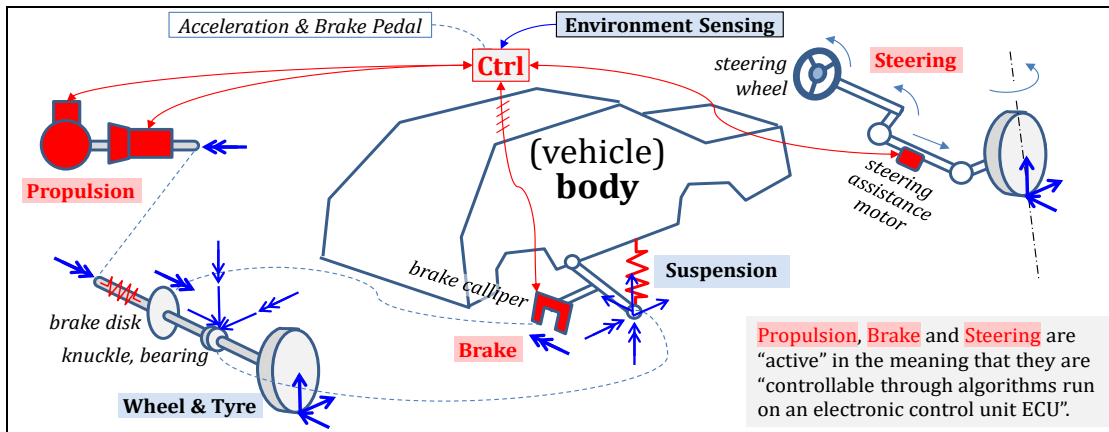 Acceleration & Brake Pedal
Environment Sensing
Ctrl
steering
wheel
Steering
Propulsion
(vehicle)
body
steering
assistance
motor
Suspension
brake calliper
brake disk
knuckle, bearing
Brake
Wheel & Tyre
Propulsion, Brake and Steering are
“active” in the meaning that they are
“controllable through algorithms run
on an electronic control unit ECU”.